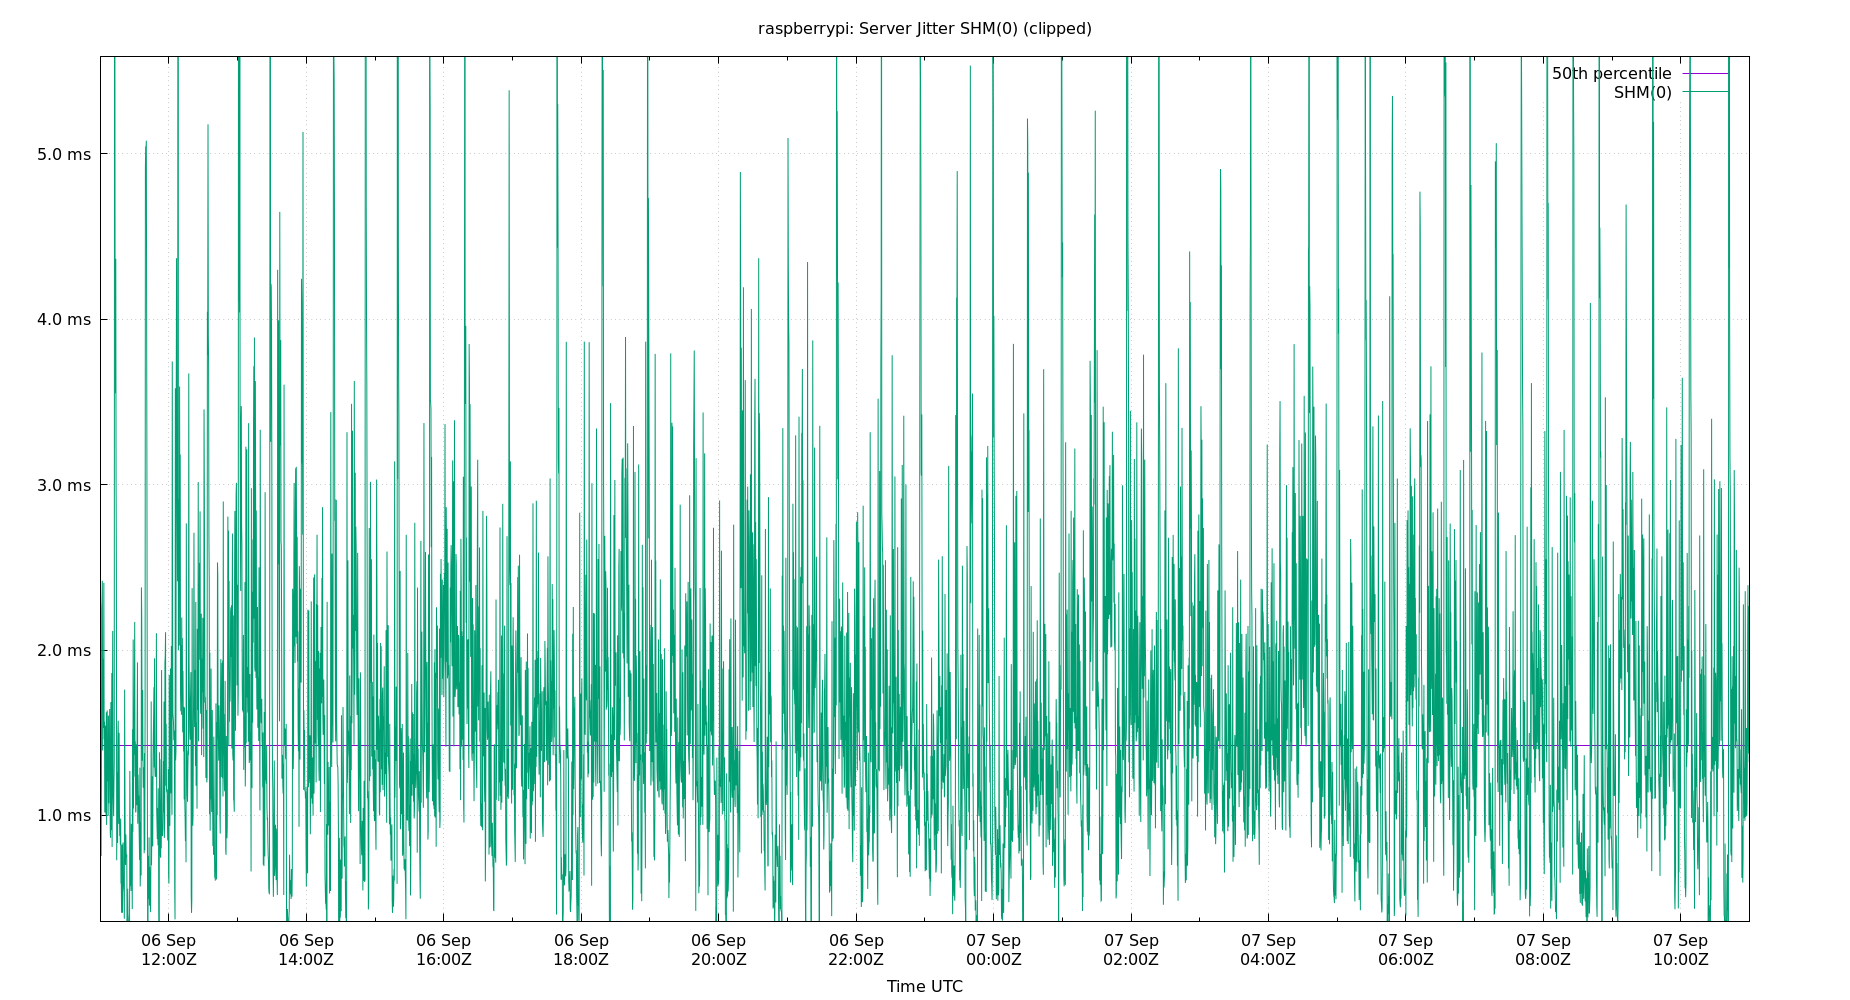 raspberrypi: Server Jitter SHM(0) (clipped)
50th percentile
SHM(0)
5.0 ms
4.0 ms
3.0 ms
2.0 ms
1.0 ms
06 Sep 06 Sep 06 Sep 06 Sep 06 Sep 06 Sep 07 Sep 07 Sep 07 Sep 07 Sep 07 Sep 07 Sep
12:00Z 14:00Z 16:00Z 18:00Z 20:00Z 22:00Z 00:00Z 02:00Z 04:00Z 06:00Z 08:00Z 10:00Z
Time UTC